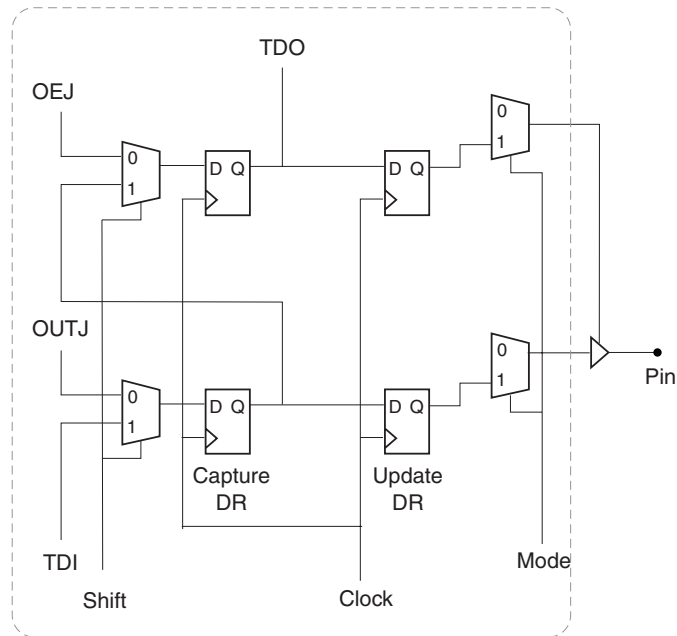 TDO
OEJ
0
1
D Q
D Q
0
1
OUTJ
0
1
D Q
D Q
0
1
Pin
Capture
DR
Update
DR
TDI
Shift
Clock
Mode